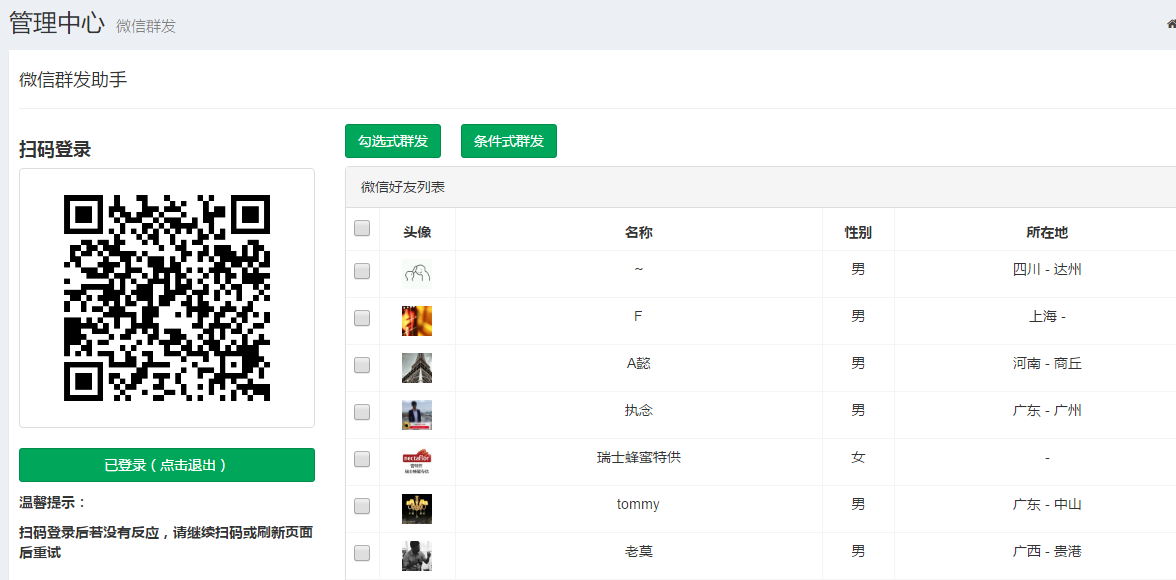 管理中心 微信群发
微信群发助手
扫码登录
已登录（点击退出）
温馨提示：
扫码登录后若没有反应，请继续扫码或刷新页面
后重试
勾选式群发 条件式群发
微信好友列表
头像 名称 性别 所在地
~ 男 四川 - 达州
F 男 上海 -
A懿 男 河南 - 商丘
执念 男 广东 - 广州
nectaflor
瑞士蜂蜜特供 女 -
tommy 男 广东 - 中山
老莫 男 广西 - 贵港